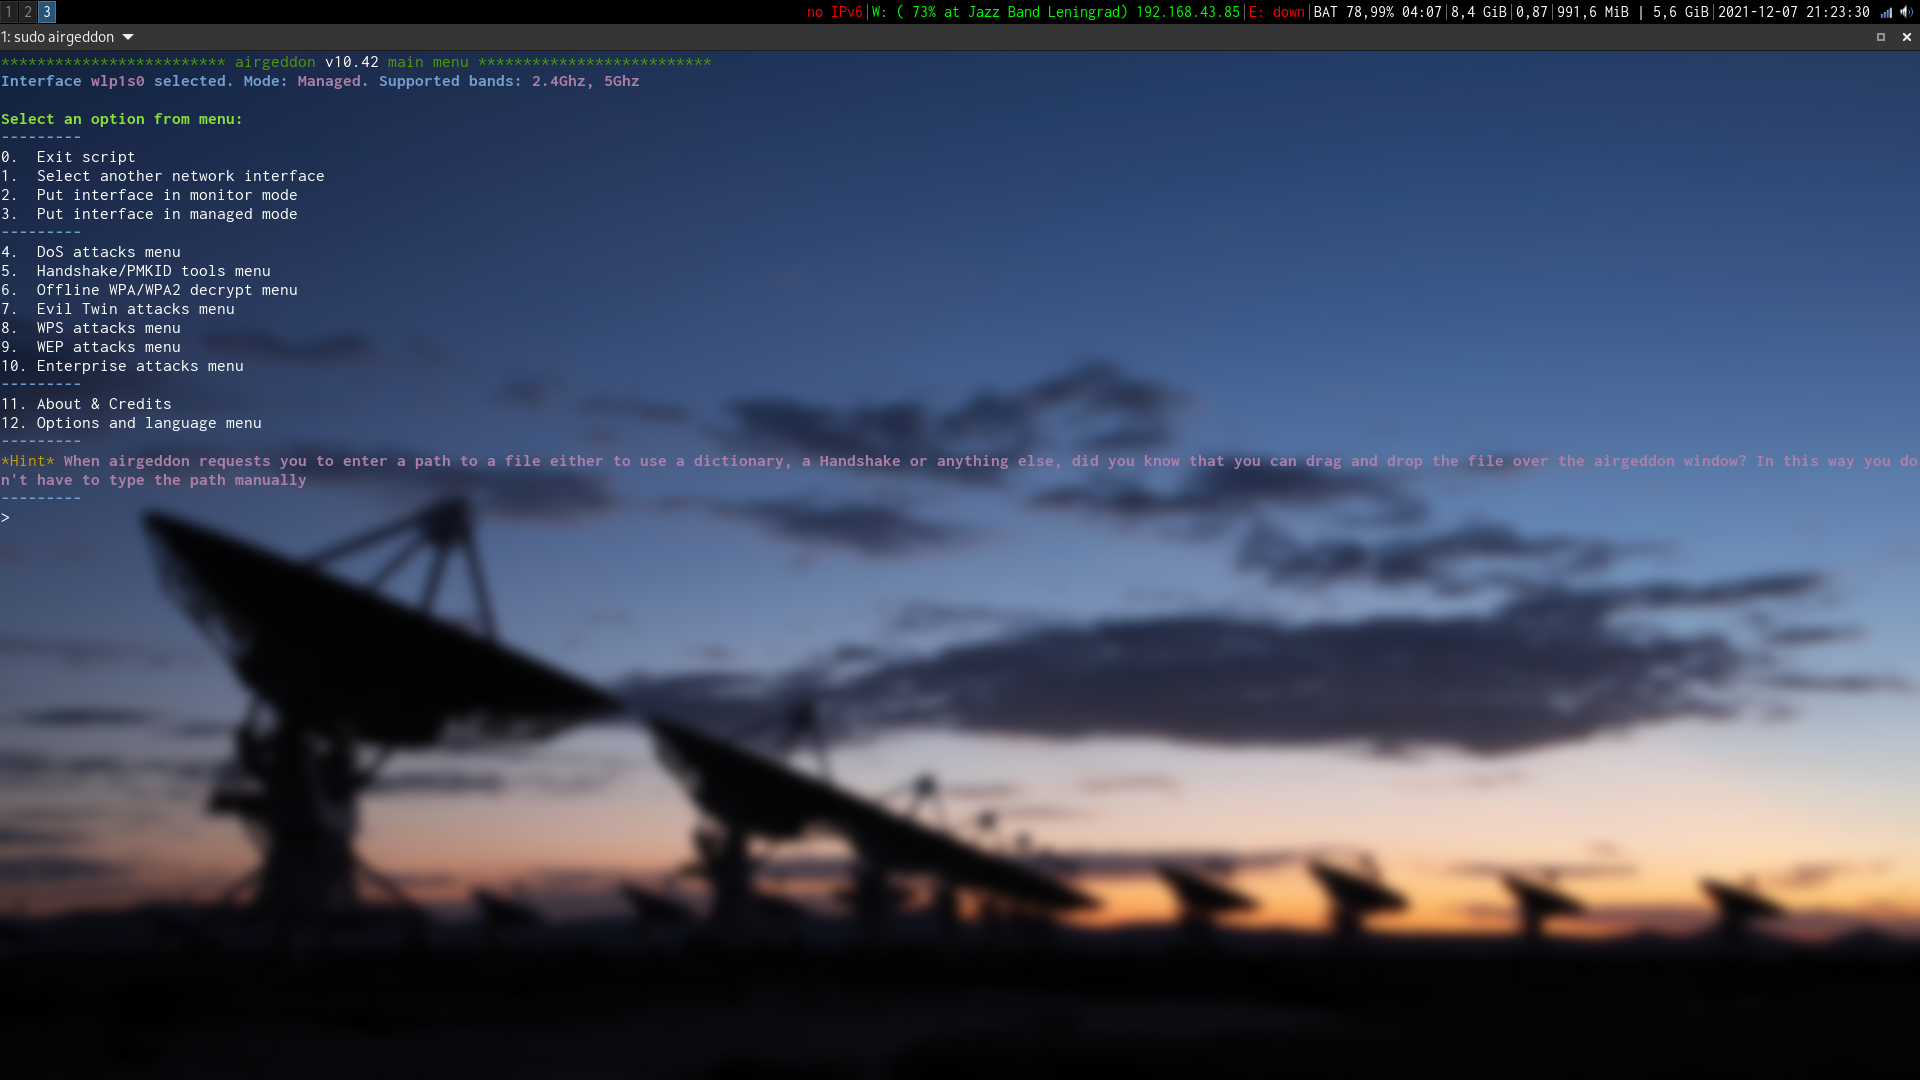 1 2 3 no IPv6|W: ( 73% at Jazz Band Leningrad) 192.168.43.85|E: down|BAT 78,99% 04:07|8,4 GiB|0,87|991,6 MiB | 5,6 GiB|2021-12-07 21:23:30
1: sudo airgeddon
************************* airgeddon v10.42 main menu **************************
Interface wlp1s0 selected. Mode: Managed. Supported bands: 2.4Ghz, 5Ghz
Select an option from menu:
---------
0.  Exit script
1.  Select another network interface
2.  Put interface in monitor mode
3.  Put interface in managed mode
---------
4.  DoS attacks menu
5.  Handshake/PMKID tools menu
6.  Offline WPA/WPA2 decrypt menu
7.  Evil Twin attacks menu
8.  WPS attacks menu
9.  WEP attacks menu
10. Enterprise attacks menu
---------
11. About & Credits
12. Options and language menu
---------
*Hint* When airgeddon requests you to enter a path to a file either to use a dictionary, a Handshake or anything else, did you know that you can drag and drop the file over the airgeddon window? In this way you do
n't have to type the path manually
---------
>